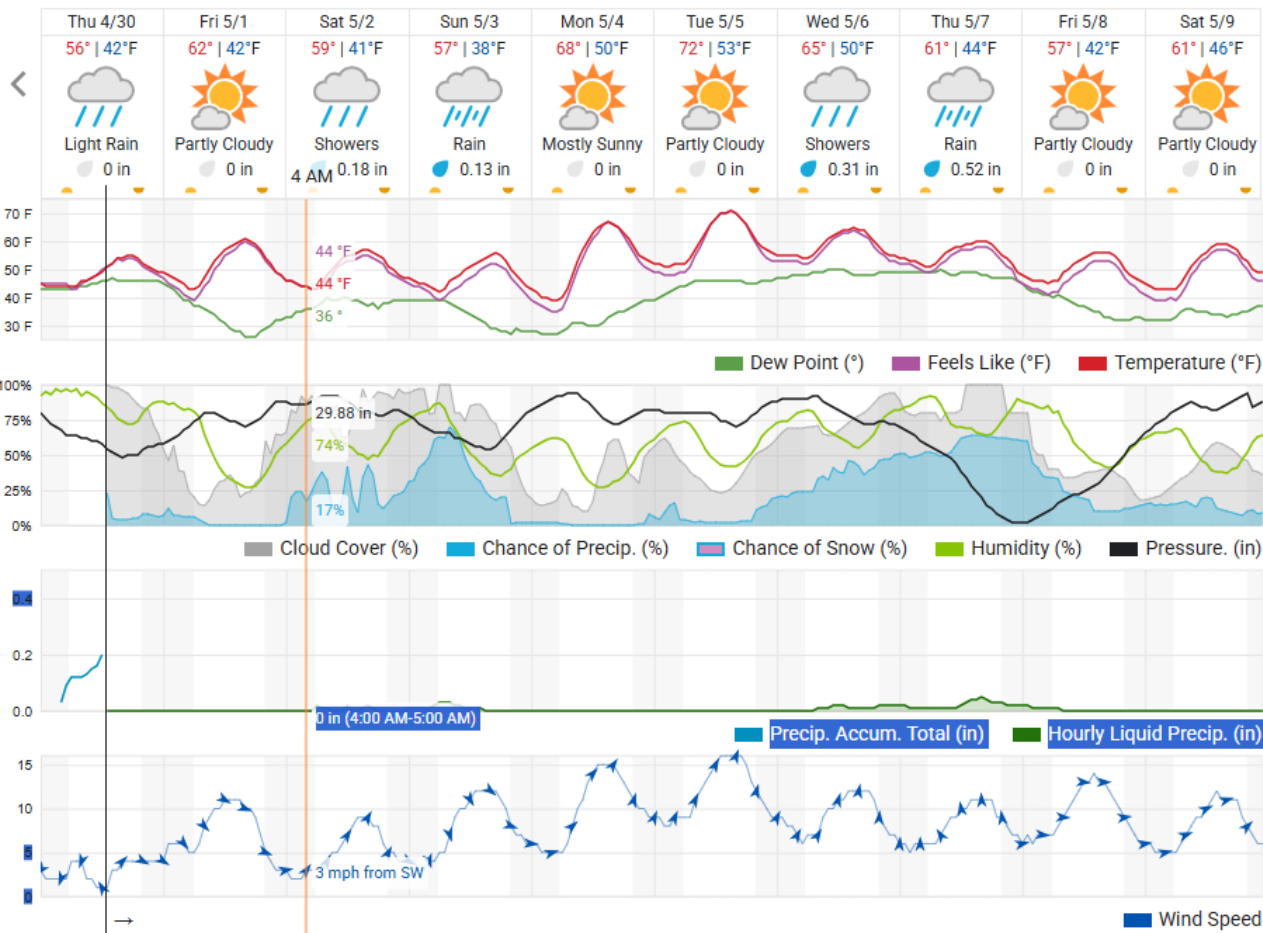 Thu 4/30 Fri 5/1 Sat 5/2 Sun 5/3 Mon 5/4 Tue 5/5 Wed 5/6 Thu 5/7 Fri 5/8 Sat 5/9
56° | 42°F 62° | 42°F 59° | 41°F 57° | 38°F 68° | 50°F 72° | 53°F 65° | 50°F 61° | 44°F 57° | 42°F 61° | 46°F
Light Rain Partly Cloudy Showers Rain Mostly Sunny Partly Cloudy Showers Rain Partly Cloudy Partly Cloudy
0 in 0 in 0.18 in 0.13 in 0 in 0 in 0.31 in 0.52 in 0 in 0 in
4 AM
70 F
60 F
44 °F
50 F
44 °F
40 F
36 °
30 F
Dew Point (°) Feels Like (°F) Temperature (°F)
100%
29.88 in
75%
74%
50%
25%
17%
0%
Cloud Cover (%) Chance of Precip. (%) Chance of Snow (%) Humidity (%) Pressure. (in)
0.4
0.2
0.0
0 in (4:00 AM-5:00 AM)
Precip. Accum. Total (in) Hourly Liquid Precip. (in)
15
10
5
3 mph from SW
0
→
Wind Speed